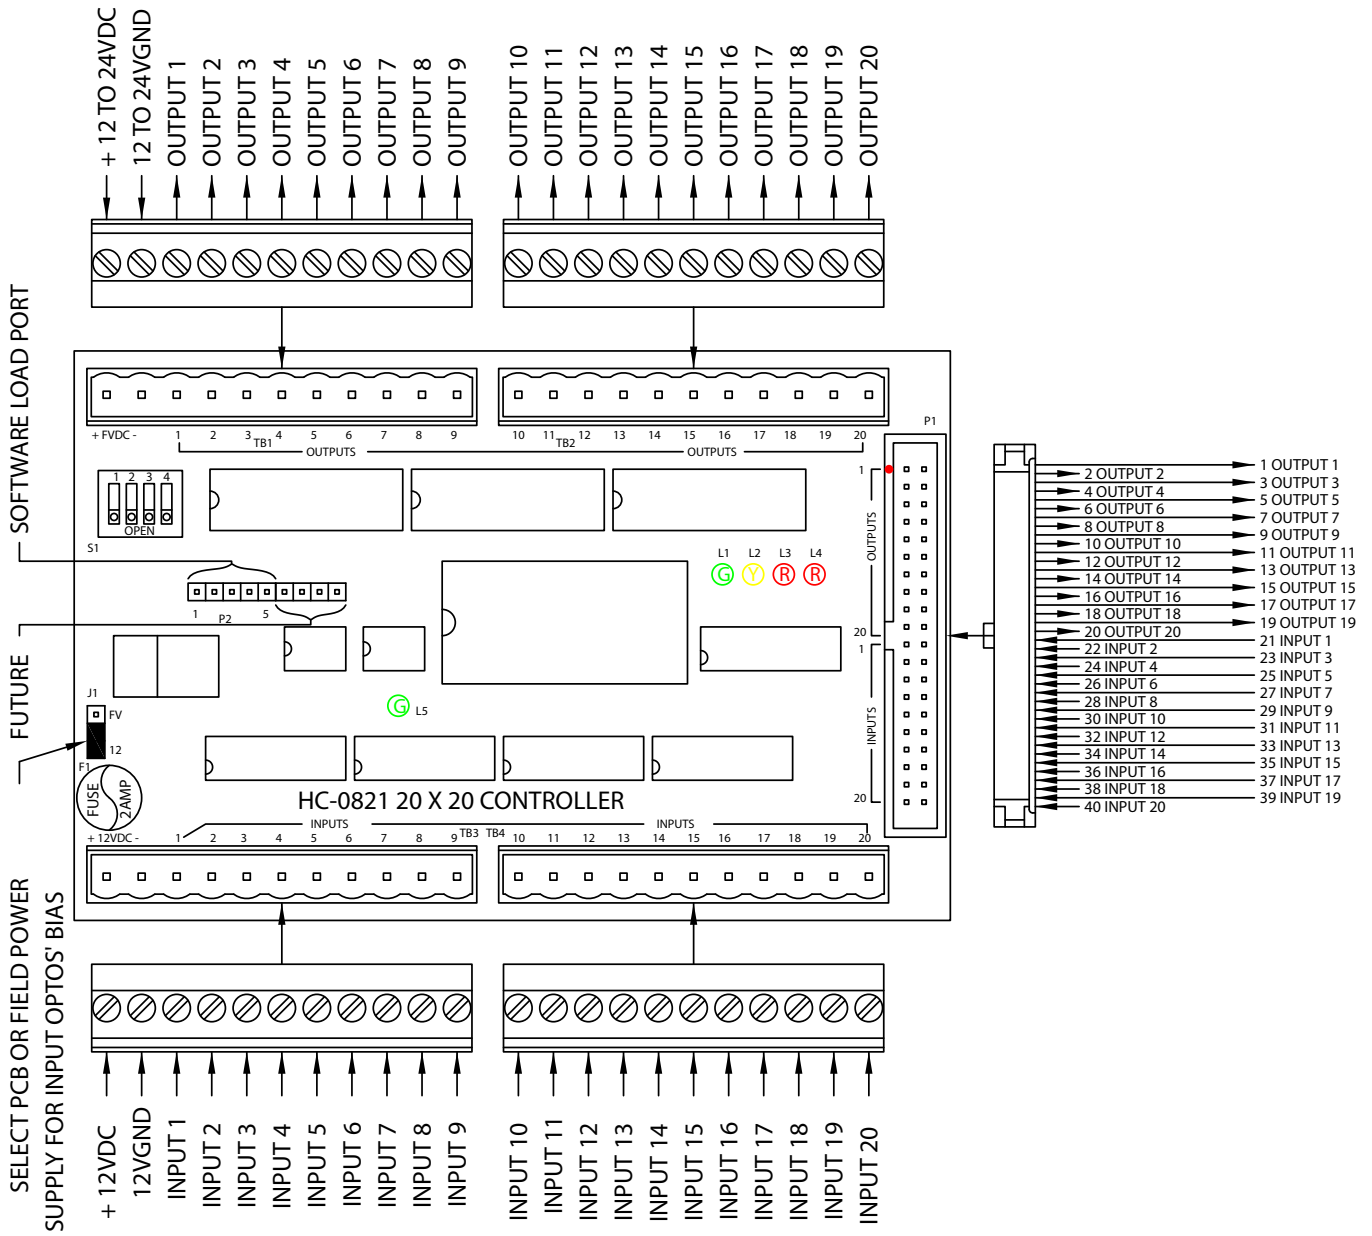 + 12 TO 24VDC
12 TO 24VGND
OUTPUT 1
OUTPUT 2
OUTPUT 3
OUTPUT 4
OUTPUT 5
OUTPUT 6
OUTPUT 7
OUTPUT 8
OUTPUT 9
OUTPUT 10
OUTPUT 11
OUTPUT 12
OUTPUT 13
OUTPUT 14
OUTPUT 15
OUTPUT 16
OUTPUT 17
OUTPUT 18
OUTPUT 19
OUTPUT 20
SOFTWARE LOAD PORT
FUTURE
SELECT PCB OR FIELD POWER
SUPPLY FOR INPUT OPTOS' BIAS
+ FVDC - 1 2 3 4 5 6 7 8 9
TB1
OUTPUTS
10 11 12 13 14 15 16 17 18 19 20
TB2
OUTPUTS
P1
1 2 3 4
OPEN
S1
1 5
P2
L1 L2 L3 L4
G Y R R
1
OUTPUTS
20
1
INPUTS
20
J1
FV
12
F1
FUSE
2 AMP
G L5
HC-0821 20 X 20 CONTROLLER
INPUTS
+ 12VDC - 1 2 3 4 5 6 7 8 9
TB3 TB4
INPUTS
10 11 12 13 14 15 16 17 18 19 20
1 OUTPUT 1
2 OUTPUT 2
3 OUTPUT 3
4 OUTPUT 4
5 OUTPUT 5
6 OUTPUT 6
7 OUTPUT 7
8 OUTPUT 8
9 OUTPUT 9
10 OUTPUT 10
11 OUTPUT 11
12 OUTPUT 12
13 OUTPUT 13
14 OUTPUT 14
15 OUTPUT 15
16 OUTPUT 16
17 OUTPUT 17
18 OUTPUT 18
19 OUTPUT 19
20 OUTPUT 20
21 INPUT 1
22 INPUT 2
23 INPUT 3
24 INPUT 4
25 INPUT 5
26 INPUT 6
27 INPUT 7
28 INPUT 8
29 INPUT 9
30 INPUT 10
31 INPUT 11
32 INPUT 12
33 INPUT 13
34 INPUT 14
35 INPUT 15
36 INPUT 16
37 INPUT 17
38 INPUT 18
39 INPUT 19
40 INPUT 20
+ 12VDC
12VGND
INPUT 1
INPUT 2
INPUT 3
INPUT 4
INPUT 5
INPUT 6
INPUT 7
INPUT 8
INPUT 9
INPUT 10
INPUT 11
INPUT 12
INPUT 13
INPUT 14
INPUT 15
INPUT 16
INPUT 17
INPUT 18
INPUT 19
INPUT 20